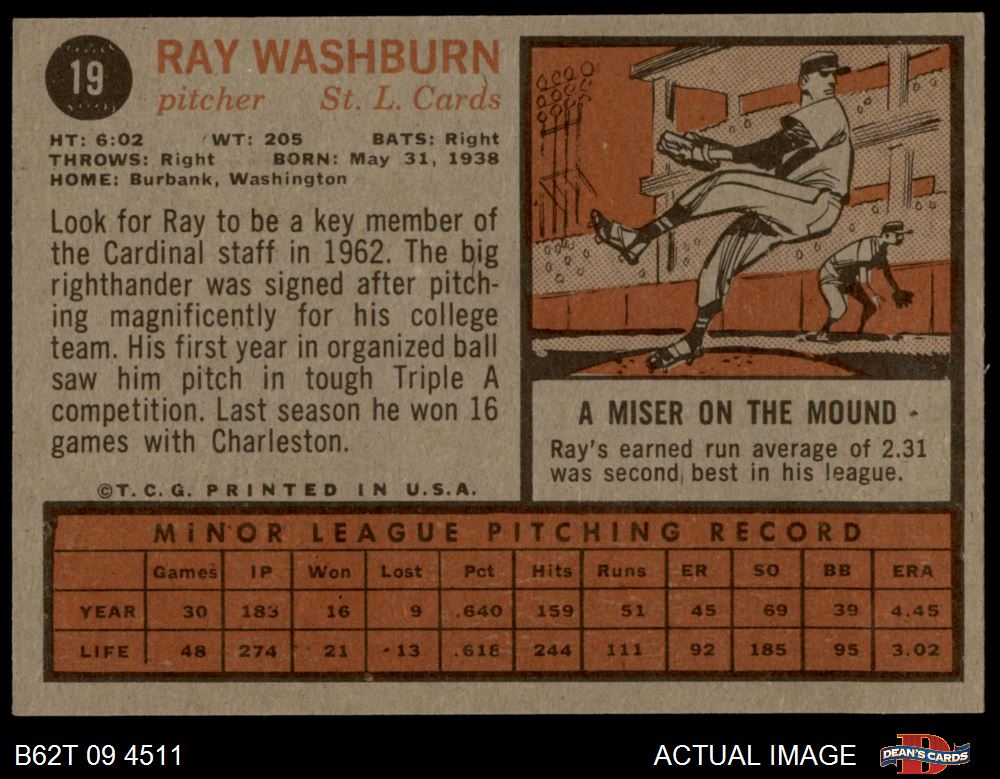 19
RAY WASHBURN
pitcher St. L. Cards
HT: 6:02 WT: 205 BATS: Right
THROWS: Right BORN: May 31, 1938
HOME: Burbank, Washington
Look for Ray to be a key member of
the Cardinal staff in 1962. The big
righthander was signed after pitch-
ing magnificently for his college
team. His first year in organized ball
saw him pitch in tough Triple A
competition. Last season he won 16
games with Charleston.
©T. C. G. PRINTED IN U.S.A.
A MISER ON THE MOUND
Ray's earned run average of 2.31
was second best in his league.
MINOR LEAGUE PITCHING RECORD
Games IP Won Lost Pct Hits Runs ER SO BB ERA
YEAR 30 183 16 9 .640 159 51 45 69 39 4.45
LIFE 48 274 21 13 .618 244 111 92 185 95 3.02
B62T 09 4511
ACTUAL IMAGE
DEAN'S CARDS